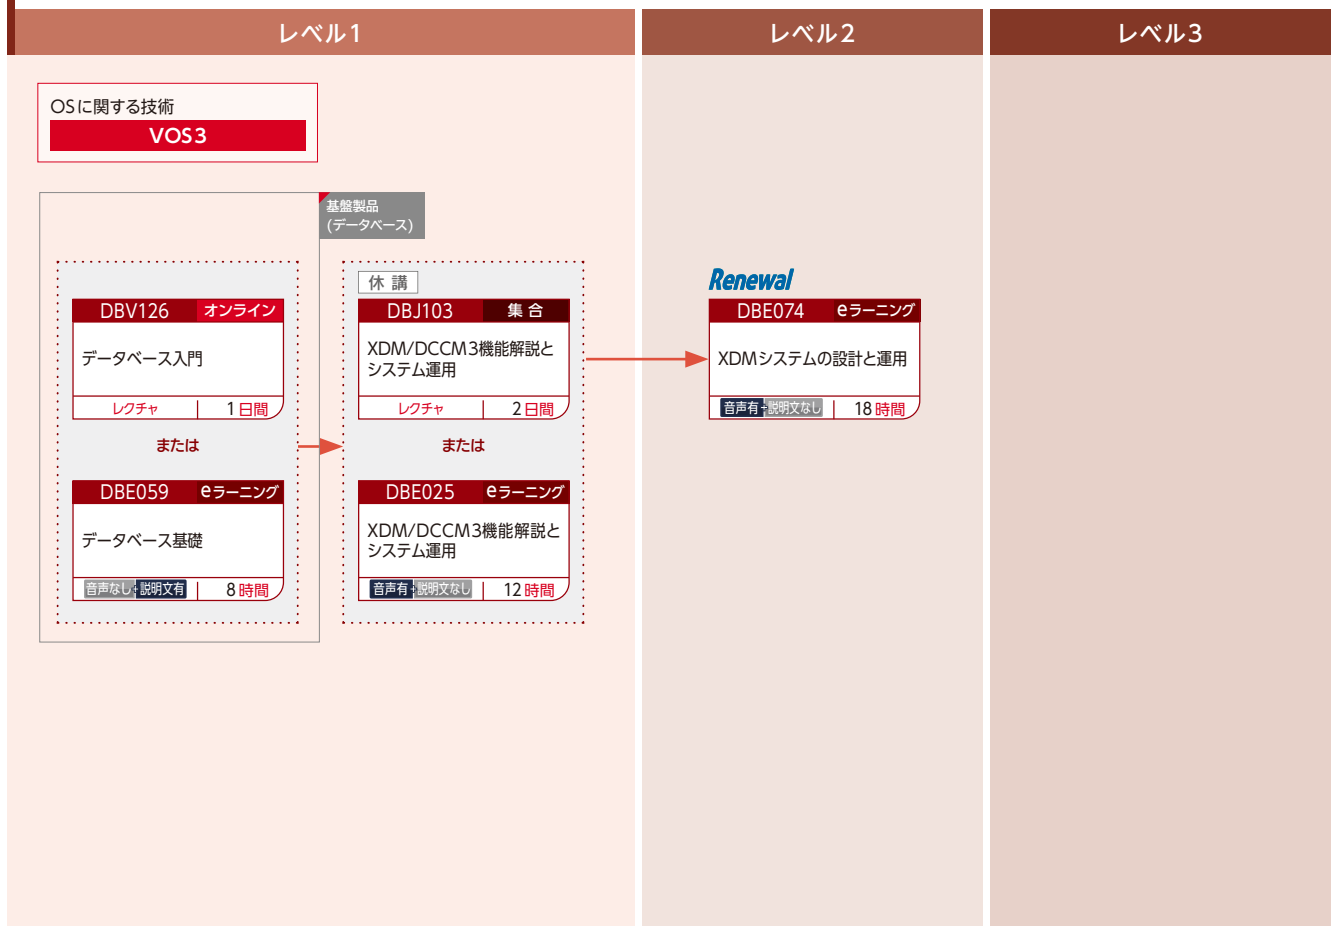 レベル1
レベル2
レベル3
OSに関する技術
VOS3
基盤製品
(データベース)
DBV126 オンライン
データベース入門
レクチャ 1日間
または
DBE059 eラーニング
データベース基礎
音声なし+説明文有 8時間
休講
DBJ103 集合
XDM/DCCM3機能解説と
システム運用
レクチャ 2日間
または
DBE025 eラーニング
XDM/DCCM3機能解説と
システム運用
音声有+説明文なし 12時間
Renewal
DBE074 eラーニング
XDMシステムの設計と運用
音声有+説明文なし 18時間